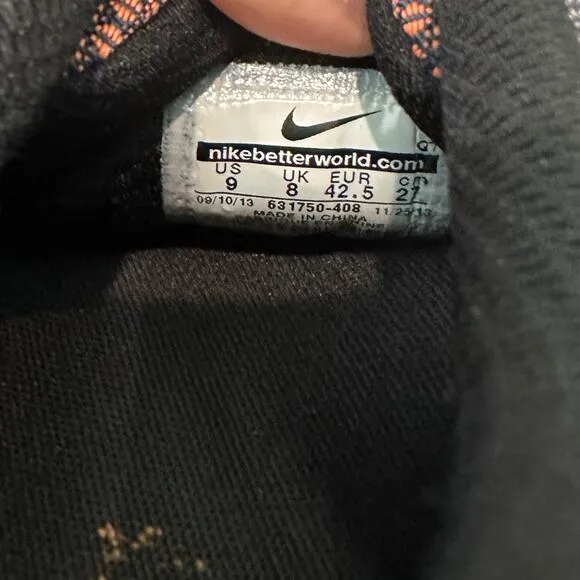 nikebetterworld.com
US UK EUR cm
9 8 42.5 27
09/10/13 631750-408 11/25/13
MADE IN CHINA